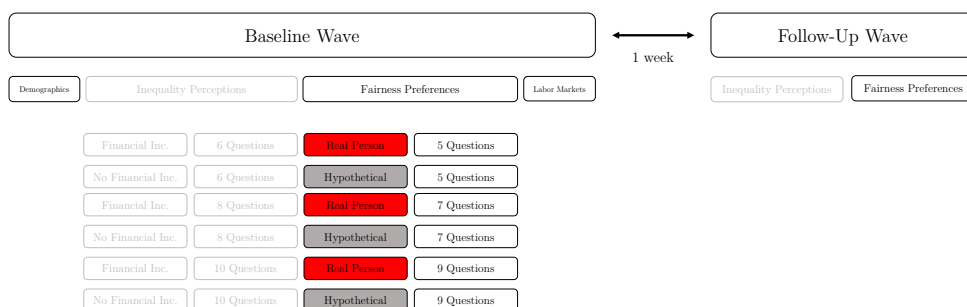 Baseline Wave
Follow-Up Wave
1 week
Demographics
Inequality Perceptions
Fairness Preferences
Labor Markets
Inequality Perceptions
Fairness Preferences
Financial Inc. 6 Questions Real Person 5 Questions
No Financial Inc. 6 Questions Hypothetical 5 Questions
Financial Inc. 8 Questions Real Person 7 Questions
No Financial Inc. 8 Questions Hypothetical 7 Questions
Financial Inc. 10 Questions Real Person 9 Questions
No Financial Inc. 10 Questions Hypothetical 9 Questions